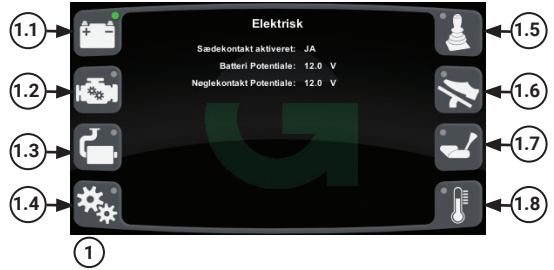 Elektrisk
Sædekontakt aktiveret: JA
Batteri Potentiale: 12.0 V
Nøglekontakt Potentiale: 12.0 V
1.1
1.2
1.3
1.4
1.5
1.6
1.7
1.8
1